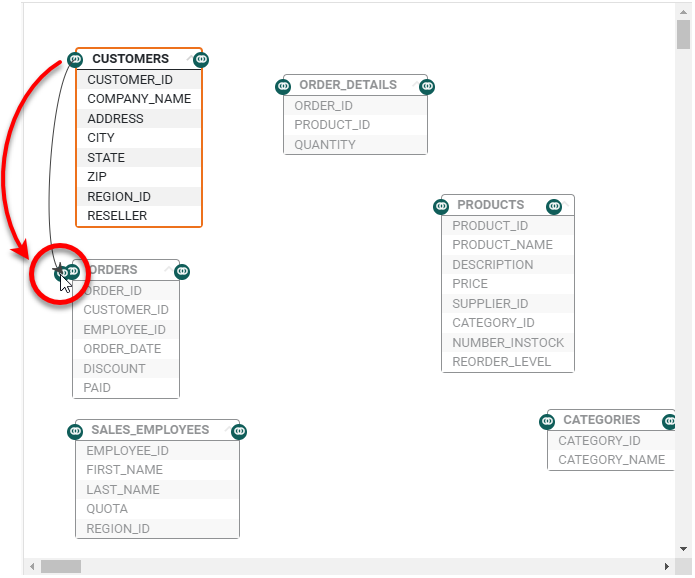 CUSTOMERS
CUSTOMER_ID
COMPANY_NAME
ADDRESS
CITY
STATE
ZIP
REGION_ID
RESELLER
ORDER_DETAILS
ORDER_ID
PRODUCT_ID
QUANTITY
PRODUCTS
PRODUCT_ID
PRODUCT_NAME
DESCRIPTION
PRICE
SUPPLIER_ID
CATEGORY_ID
NUMBER_INSTOCK
REORDER_LEVEL
ORDERS
ORDER_ID
CUSTOMER_ID
EMPLOYEE_ID
ORDER_DATE
DISCOUNT
PAID
SALES_EMPLOYEES
EMPLOYEE_ID
FIRST_NAME
LAST_NAME
QUOTA
REGION_ID
CATEGORIES
CATEGORY_ID
CATEGORY_NAME